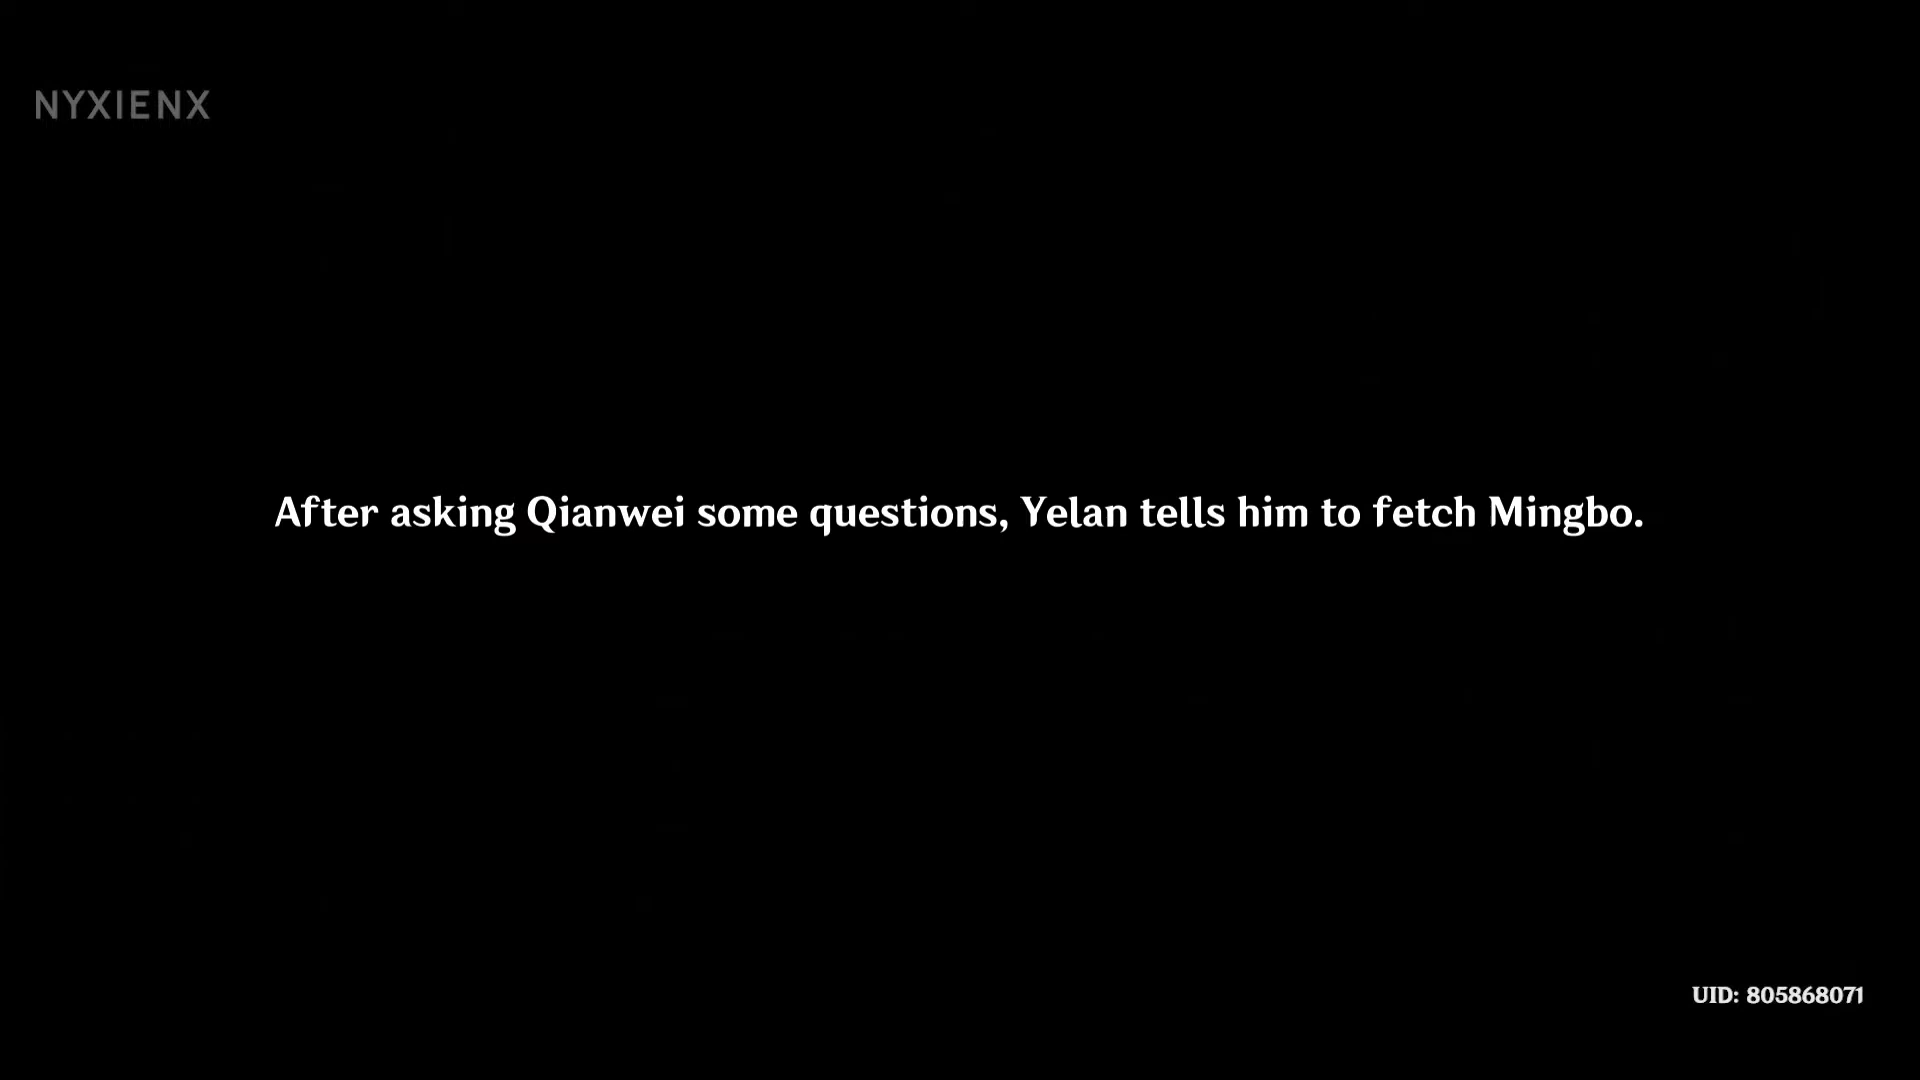 NYXIENX
After asking Qianwei some questions, Yelan tells him to fetch Mingbo.
UID: 805868071